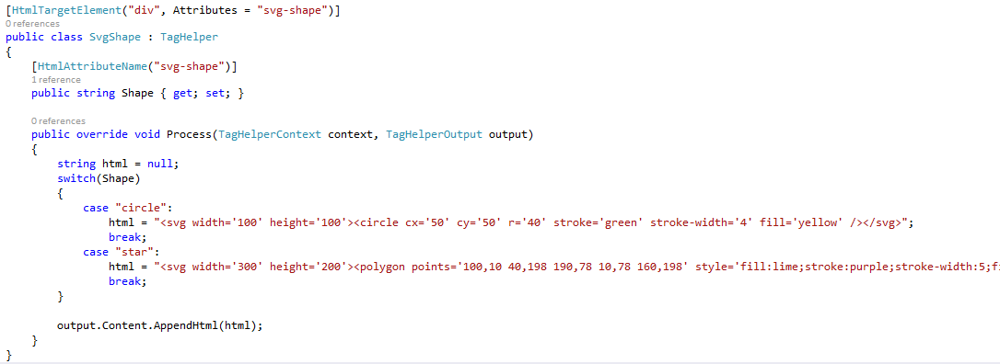 [HtmlTargetElement("div", Attributes = "svg-shape")]
0 references
public class SvgShape : TagHelper
{
    [HtmlAttributeName("svg-shape")]
    1 reference
    public string Shape { get; set; }
    0 references
    public override void Process(TagHelperContext context, TagHelperOutput output)
    {
        string html = null;
        switch(Shape)
        {
            case "circle":
                html = "<svg width='100' height='100'><circle cx='50' cy='50' r='40' stroke='green' stroke-width='4' fill='yellow' /></svg>";
                break;
            case "star":
                html = "<svg width='300' height='200'><polygon points='100,10 40,198 190,78 10,78 160,198' style='fill:lime;stroke:purple;stroke-width:5;fi
                break;
        }
        output.Content.AppendHtml(html);
    }
}